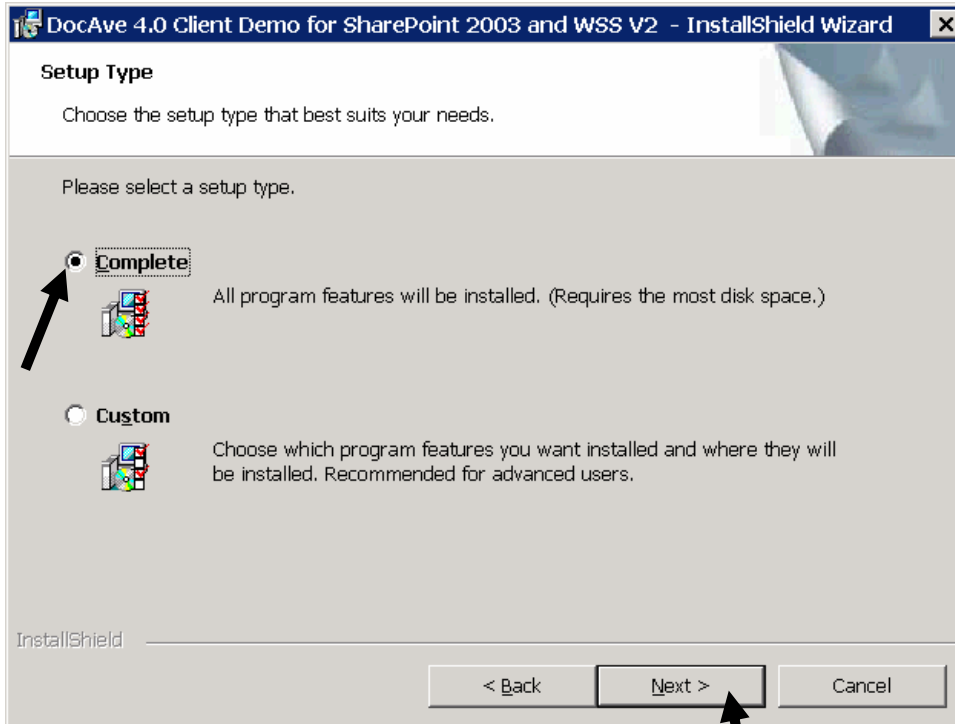 DocAve 4.0 Client Demo for SharePoint 2003 and WSS V2 - InstallShield Wizard
Setup Type
Choose the setup type that best suits your needs.
Please select a setup type.
Complete
All program features will be installed. (Requires the most disk space.)
Custom
Choose which program features you want installed and where they will
be installed. Recommended for advanced users.
InstallShield
< Back
Next >
Cancel